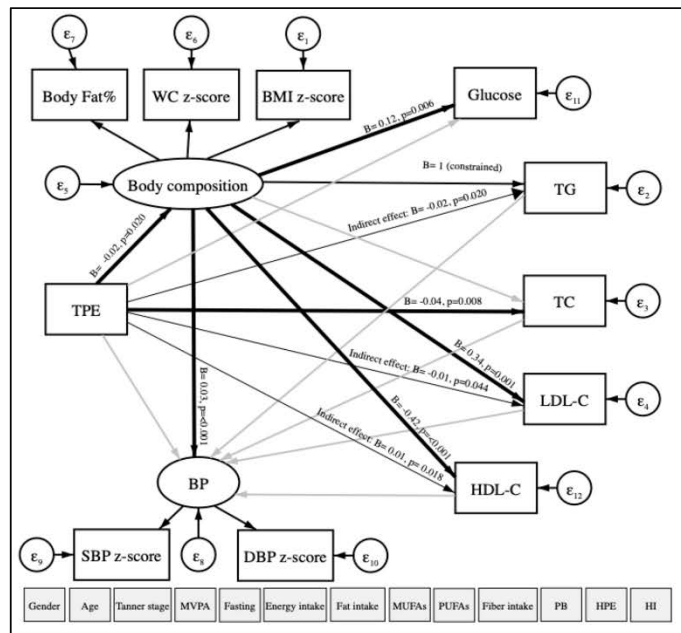 ε7
ε6
ε1
Body Fat%
WC z-score
BMI z-score
Glucose
ε11
B= 0.12, p=0.006
ε5
Body composition
B= 1 (constrained)
TG
ε2
Indirect effect: B= -0.02, p=0.020
B= -0.02, p=0.020
TPE
B= -0.04, p=0.008
TC
ε3
B= 0.34, p=0.001
Indirect effect: B= -0.01, p=0.044
LDL-C
ε4
B= 0.03, p=<0.001
B= -0.42, p=<0.001
Indirect effect: B= 0.01, p= 0.018
BP
HDL-C
ε12
ε9
SBP z-score
ε8
DBP z-score
ε10
Gender Age Tanner stage MVPA Fasting Energy intake Fat intake MUFAs PUFAs Fiber intake PB HPE HI